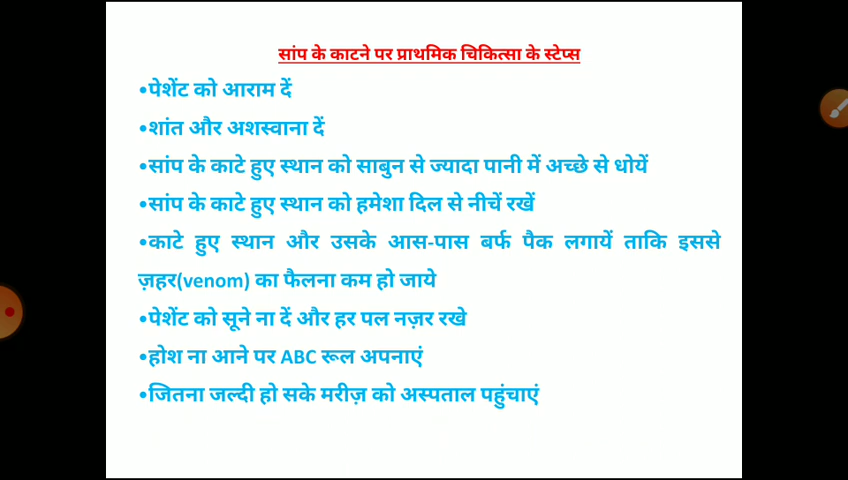 सांप के काटने पर प्राथमिक चिकित्सा के स्टेप्स
•पेशेंट को आराम दें
•शांत और अशस्वाना दें
•सांप के काटे हुए स्थान को साबुन से ज्यादा पानी में अच्छे से धोयें
•सांप के काटे हुए स्थान को हमेशा दिल से नीचें रखें
•काटे हुए स्थान और उसके आस-पास बर्फ पैक लगायें ताकि इससे
ज़हर(venom) का फैलना कम हो जाये
•पेशेंट को सूने ना दें और हर पल नज़र रखे
•होश ना आने पर ABC रूल अपनाएं
•जितना जल्दी हो सके मरीज़ को अस्पताल पहुंचाएं